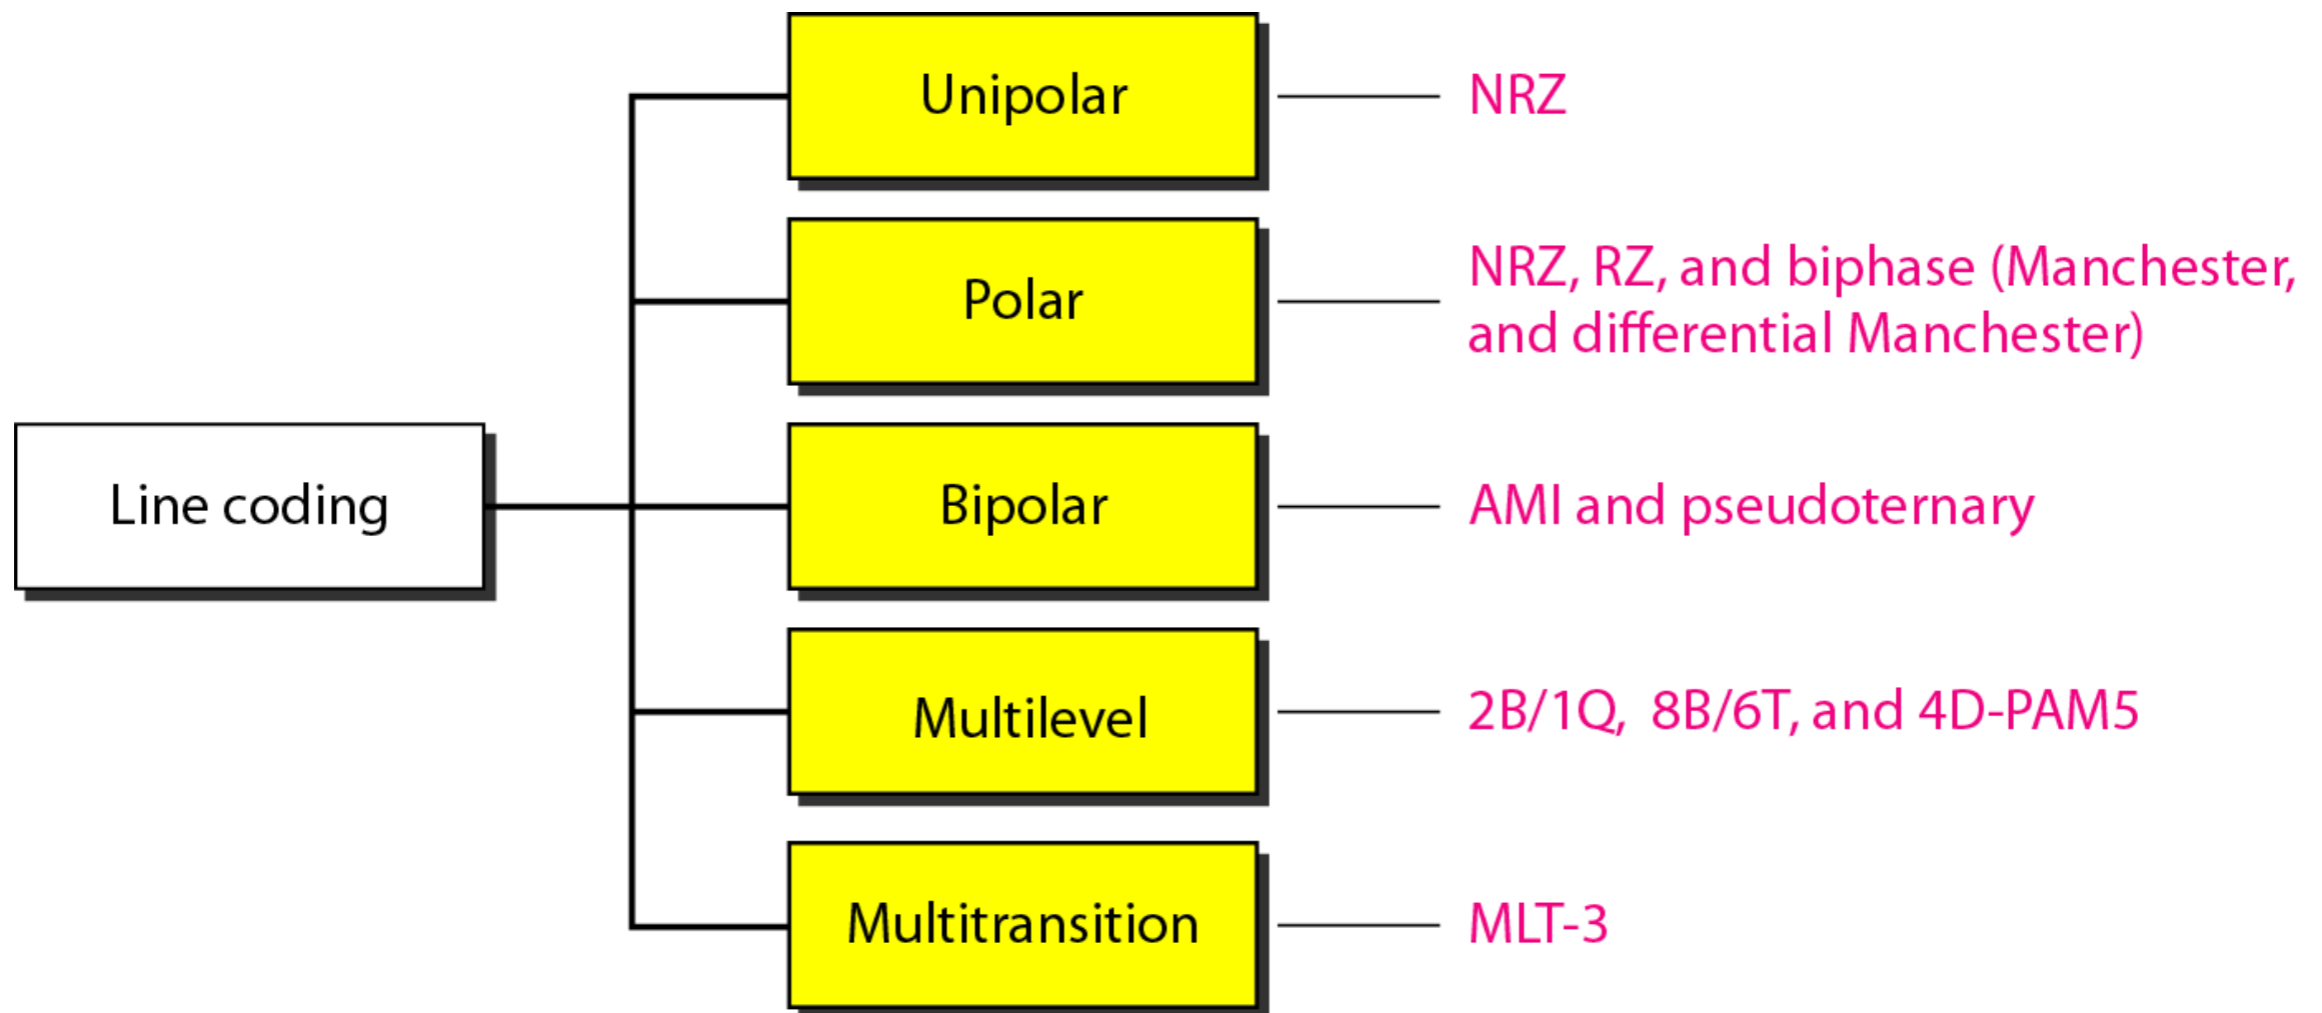 Unipolar
NRZ
Polar
NRZ, RZ, and biphase (Manchester,
and differential Manchester)
Line coding
Bipolar
AMI and pseudoternary
Multilevel
2B/1Q, 8B/6T, and 4D-PAM5
Multitransition
MLT-3